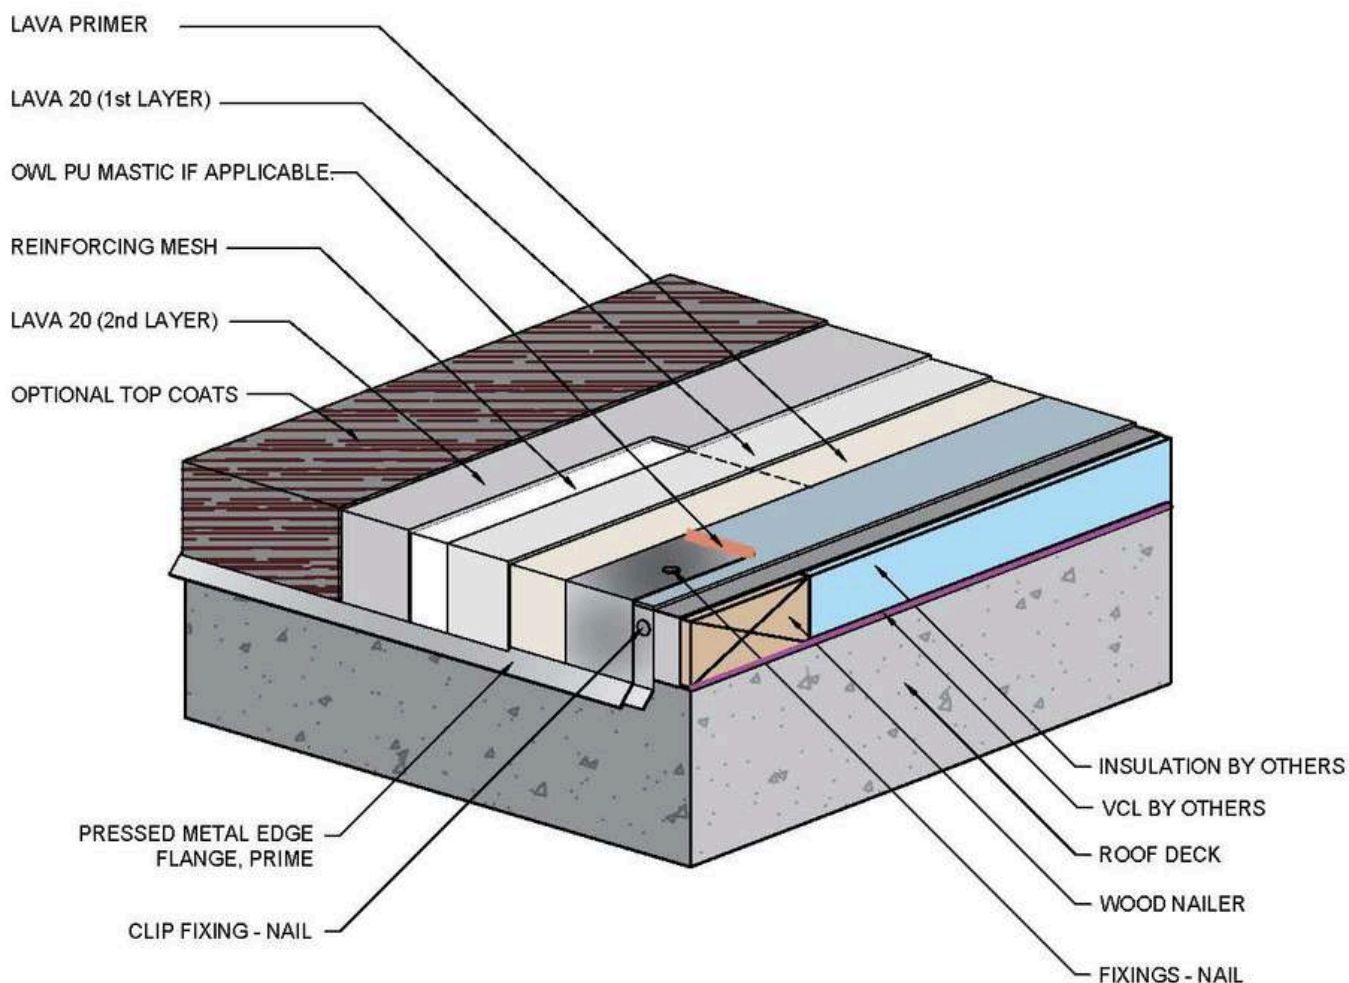 LAVA PRIMER
LAVA 20 (1st LAYER)
OWL PU MASTIC IF APPLICABLE.
REINFORCING MESH
LAVA 20 (2nd LAYER)
OPTIONAL TOP COATS
PRESSED METAL EDGE
FLANGE, PRIME
CLIP FIXING - NAIL
INSULATION BY OTHERS
VCL BY OTHERS
ROOF DECK
WOOD NAILER
FIXINGS - NAIL